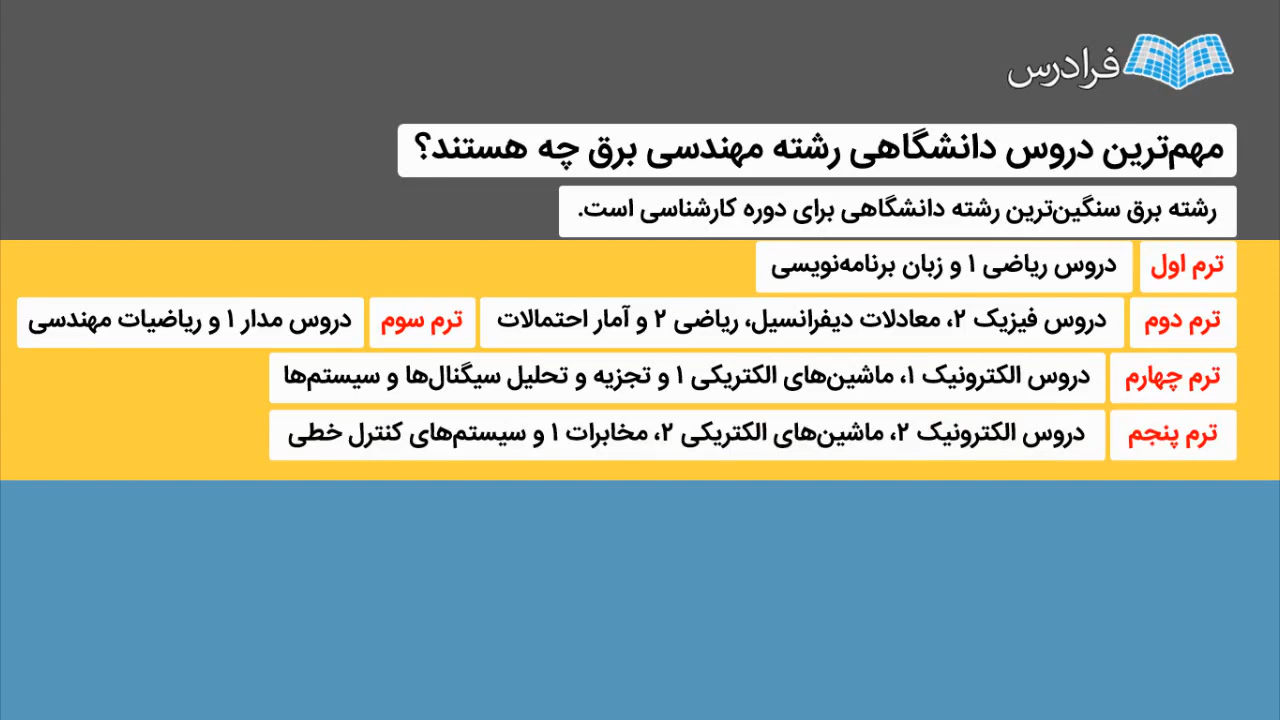 فرادرس
مهم‌ترین دروس دانشگاهی رشته مهندسی برق چه هستند؟
رشته برق سنگین‌ترین رشته دانشگاهی برای دوره کارشناسی است.
ترم اول دروس ریاضی ۱ و زبان برنامه‌نویسی
ترم دوم دروس فیزیک ۲، معادلات دیفرانسیل، ریاضی ۲ و آمار احتمالات ترم سوم دروس مدار ۱ و ریاضیات مهندسی
ترم چهارم دروس الکترونیک ۱، ماشین‌های الکتریکی ۱ و تجزیه و تحلیل سیگنال‌ها و سیستم‌ها
ترم پنجم دروس الکترونیک ۲، ماشین‌های الکتریکی ۲، مخابرات ۱ و سیستم‌های کنترل خطی